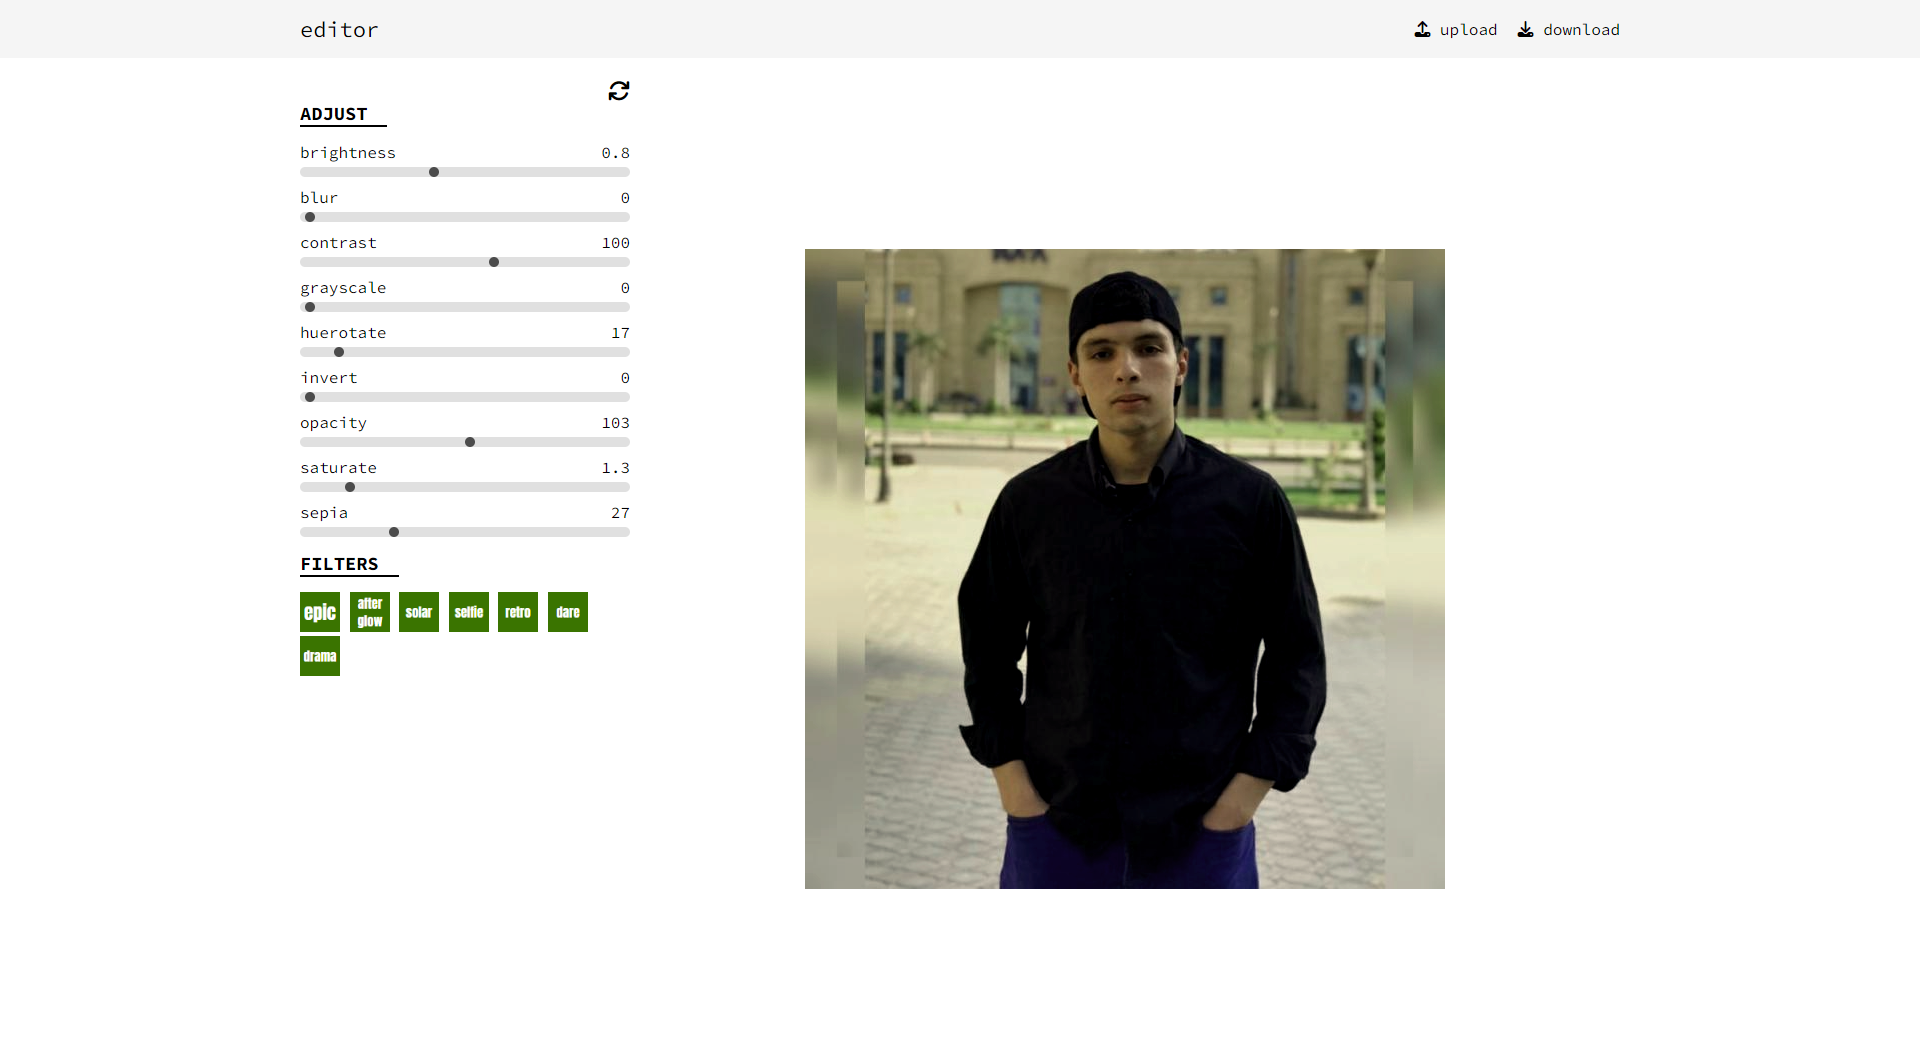 editor
upload download
ADJUST
brightness 0.8
blur 0
contrast 100
grayscale 0
huerotate 17
invert 0
opacity 103
saturate 1.3
sepia 27
FILTERS
epic after glow solar selfie retro dare
drama